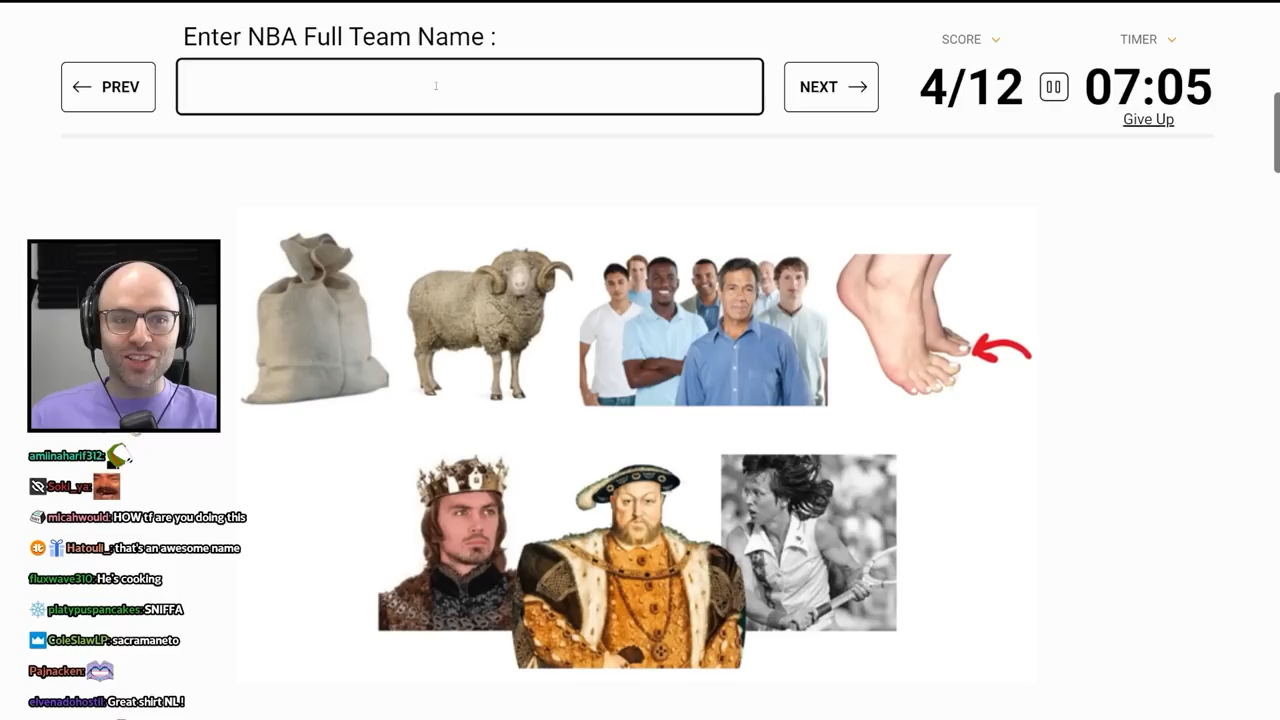 Enter NBA Full Team Name :
← PREV
NEXT →
SCORE
4/12
TIMER
07:05
Give Up
amiinaharif312:
Soki_ya:
micahwould: HOW tf are you doing this
Hatouli_: that's an awesome name
fluxwave310: He's cooking
platypuspancakes: SNIFFA
ColeSlawLP: sacramaneto
Pajnacken:
elvenadohostil: Great shirt NL!